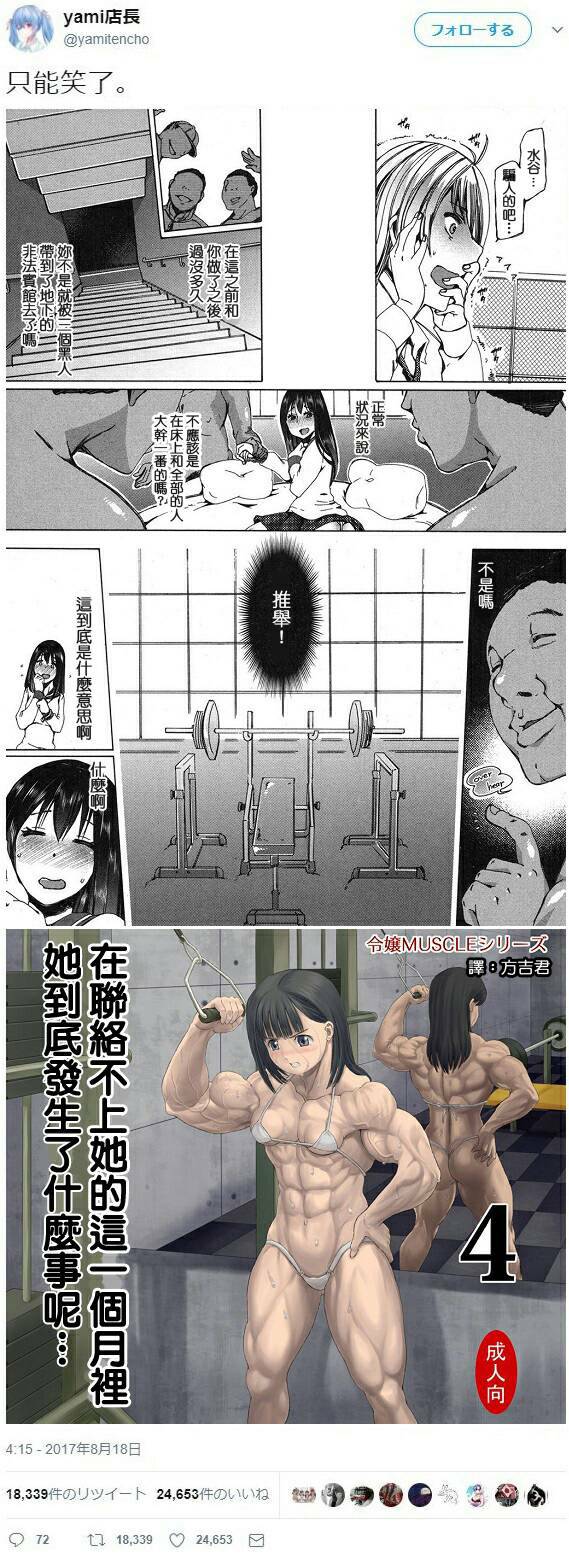 yami店長
@yamitencho
フォローする
只能笑了。
水谷…
騙人的吧…
在這之前和
你做了之後
過沒多久
妳不是就被三個黑人
帶到了地下的
非法賓館去了嗎
正常
狀況來說
不應該是
在床上和全部的人
大幹一番的嗎?
不是嗎
over
hear
推舉！
這到底是什麼意思啊
什麼啊
令嬢MUSCLEシリーズ
譯：方吉君
在聯絡不上她的這一個月裡
她到底發生了什麼事呢…
4
成人向
4:15 - 2017年8月18日
18,339件のリツイート 24,653件のいいね
72 18,339 24,653